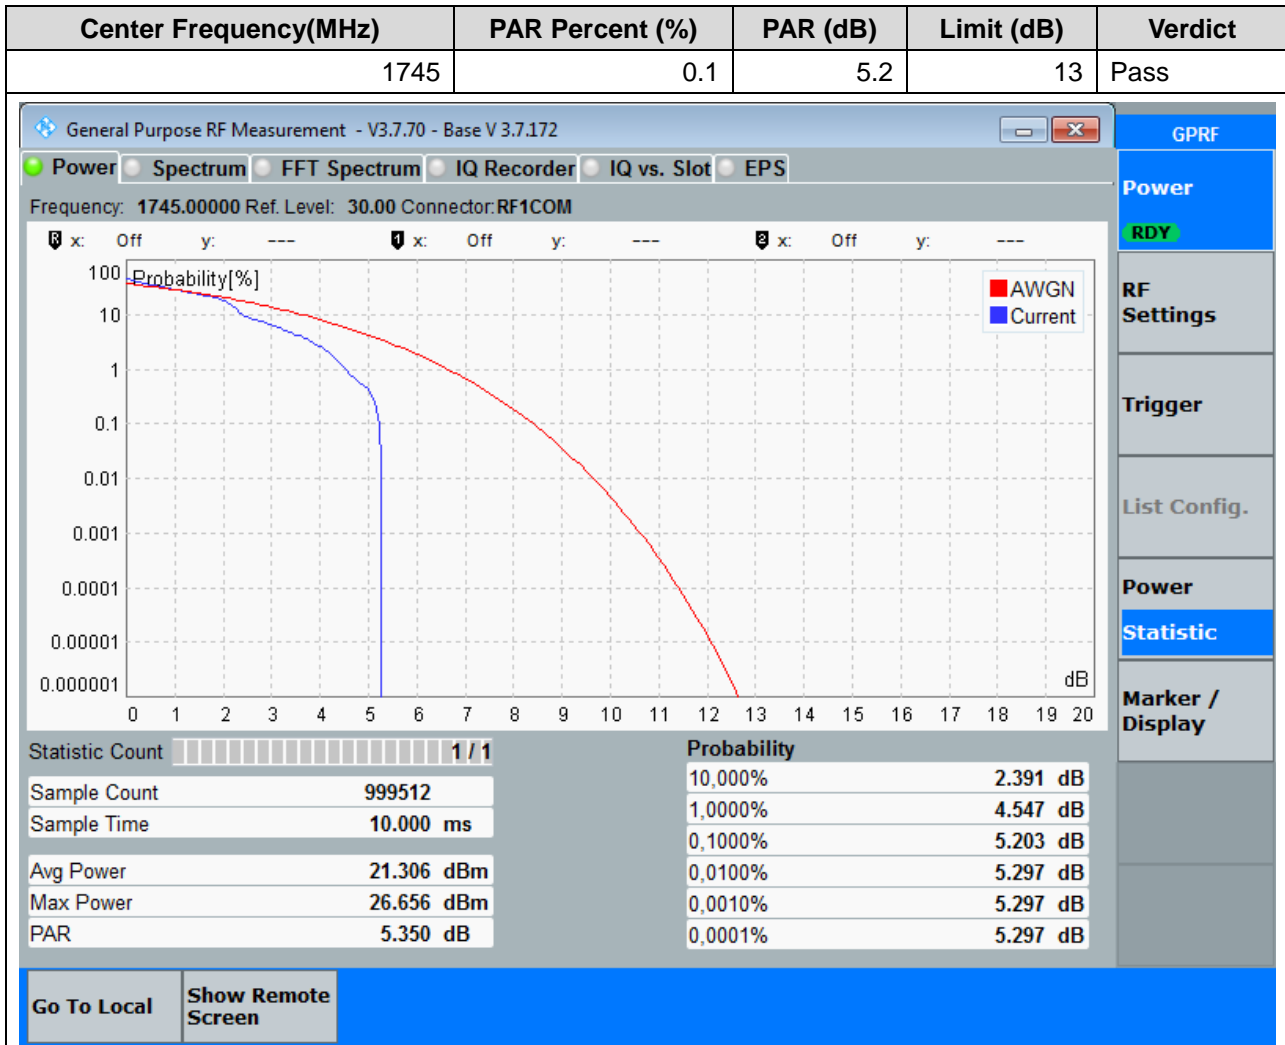 Center Frequency(MHz) PAR Percent (%) PAR (dB) Limit (dB) Verdict
1745 0.1 5.2 13 Pass
General Purpose RF Measurement - V3.7.70 - Base V 3.7.172
GPRF
Power Spectrum FFT Spectrum IQ Recorder IQ vs. Slot EPS
Frequency: 1745.00000 Ref. Level: 30.00 Connector:RF1COM
R x: Off y: --- 1 x: Off y: --- 2 x: Off y: ---
Probability[%]
AWGN
Current
100
10
1
0.1
0.01
0.001
0.0001
0.00001
0.000001
dB
0 1 2 3 4 5 6 7 8 9 10 11 12 13 14 15 16 17 18 19 20
Statistic Count 1 / 1
Sample Count 999512
Sample Time 10.000 ms
Avg Power 21.306 dBm
Max Power 26.656 dBm
PAR 5.350 dB
Probability
10,000% 2.391 dB
1,0000% 4.547 dB
0,1000% 5.203 dB
0,0100% 5.297 dB
0,0010% 5.297 dB
0,0001% 5.297 dB
Power
RDY
RF
Settings
Trigger
List Config.
Power
Statistic
Marker /
Display
Go To Local
Show Remote
Screen